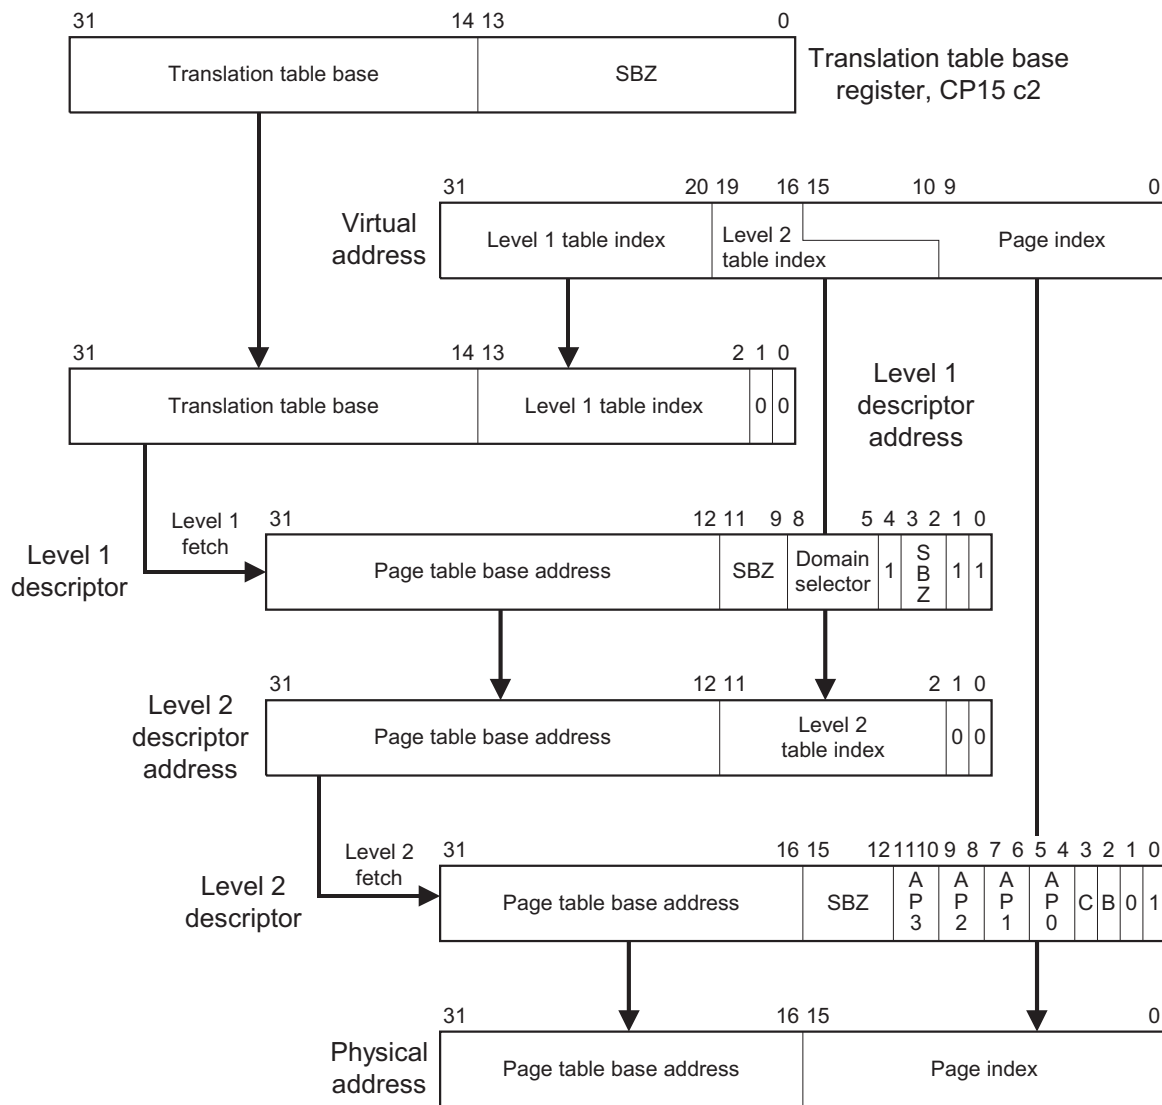 31 14 13 0
Translation table base SBZ
Translation table base
register, CP15 c2
31 20 19 16 15 10 9 0
Virtual
address
Level 1 table index
Level 2
table index
Page index
31 14 13 2 1 0
Translation table base Level 1 table index 0 0
Level 1
descriptor
address
Level 1
fetch
31 12 11 9 8 5 4 3 2 1 0
Level 1
descriptor
Page table base address SBZ
Domain
selector
1
S
B
Z
1 1
31 12 11 2 1 0
Level 2
descriptor
address
Page table base address
Level 2
table index
0 0
Level 2
fetch
31 16 15 12 11 10 9 8 7 6 5 4 3 2 1 0
Level 2
descriptor
Page table base address SBZ
A
P
3
A
P
2
A
P
1
A
P
0
C B 0 1
31 16 15 0
Physical
address
Page table base address Page index